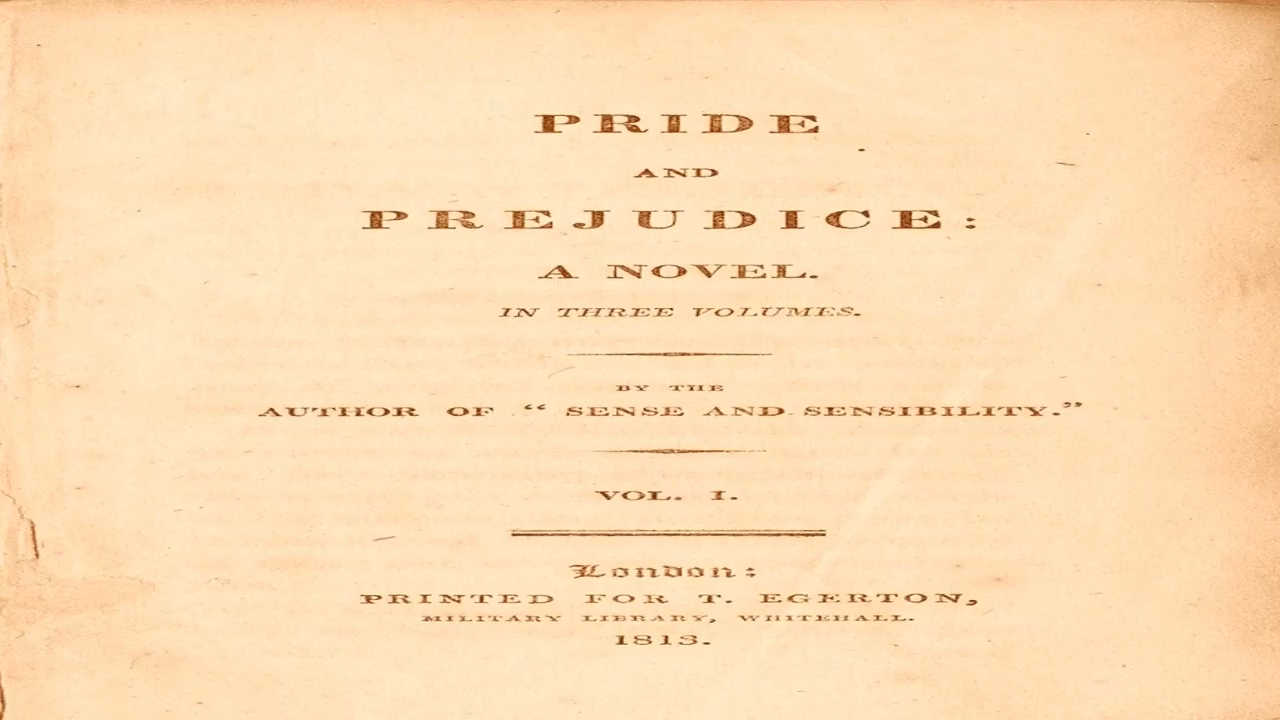 PRIDE
AND
PREJUDICE:
A NOVEL.
IN THREE VOLUMES.
BY THE
AUTHOR OF “ SENSE AND SENSIBILITY.”
VOL. I.
London:
PRINTED FOR T. EGERTON,
MILITARY LIBRARY, WHITEHALL.
1813.